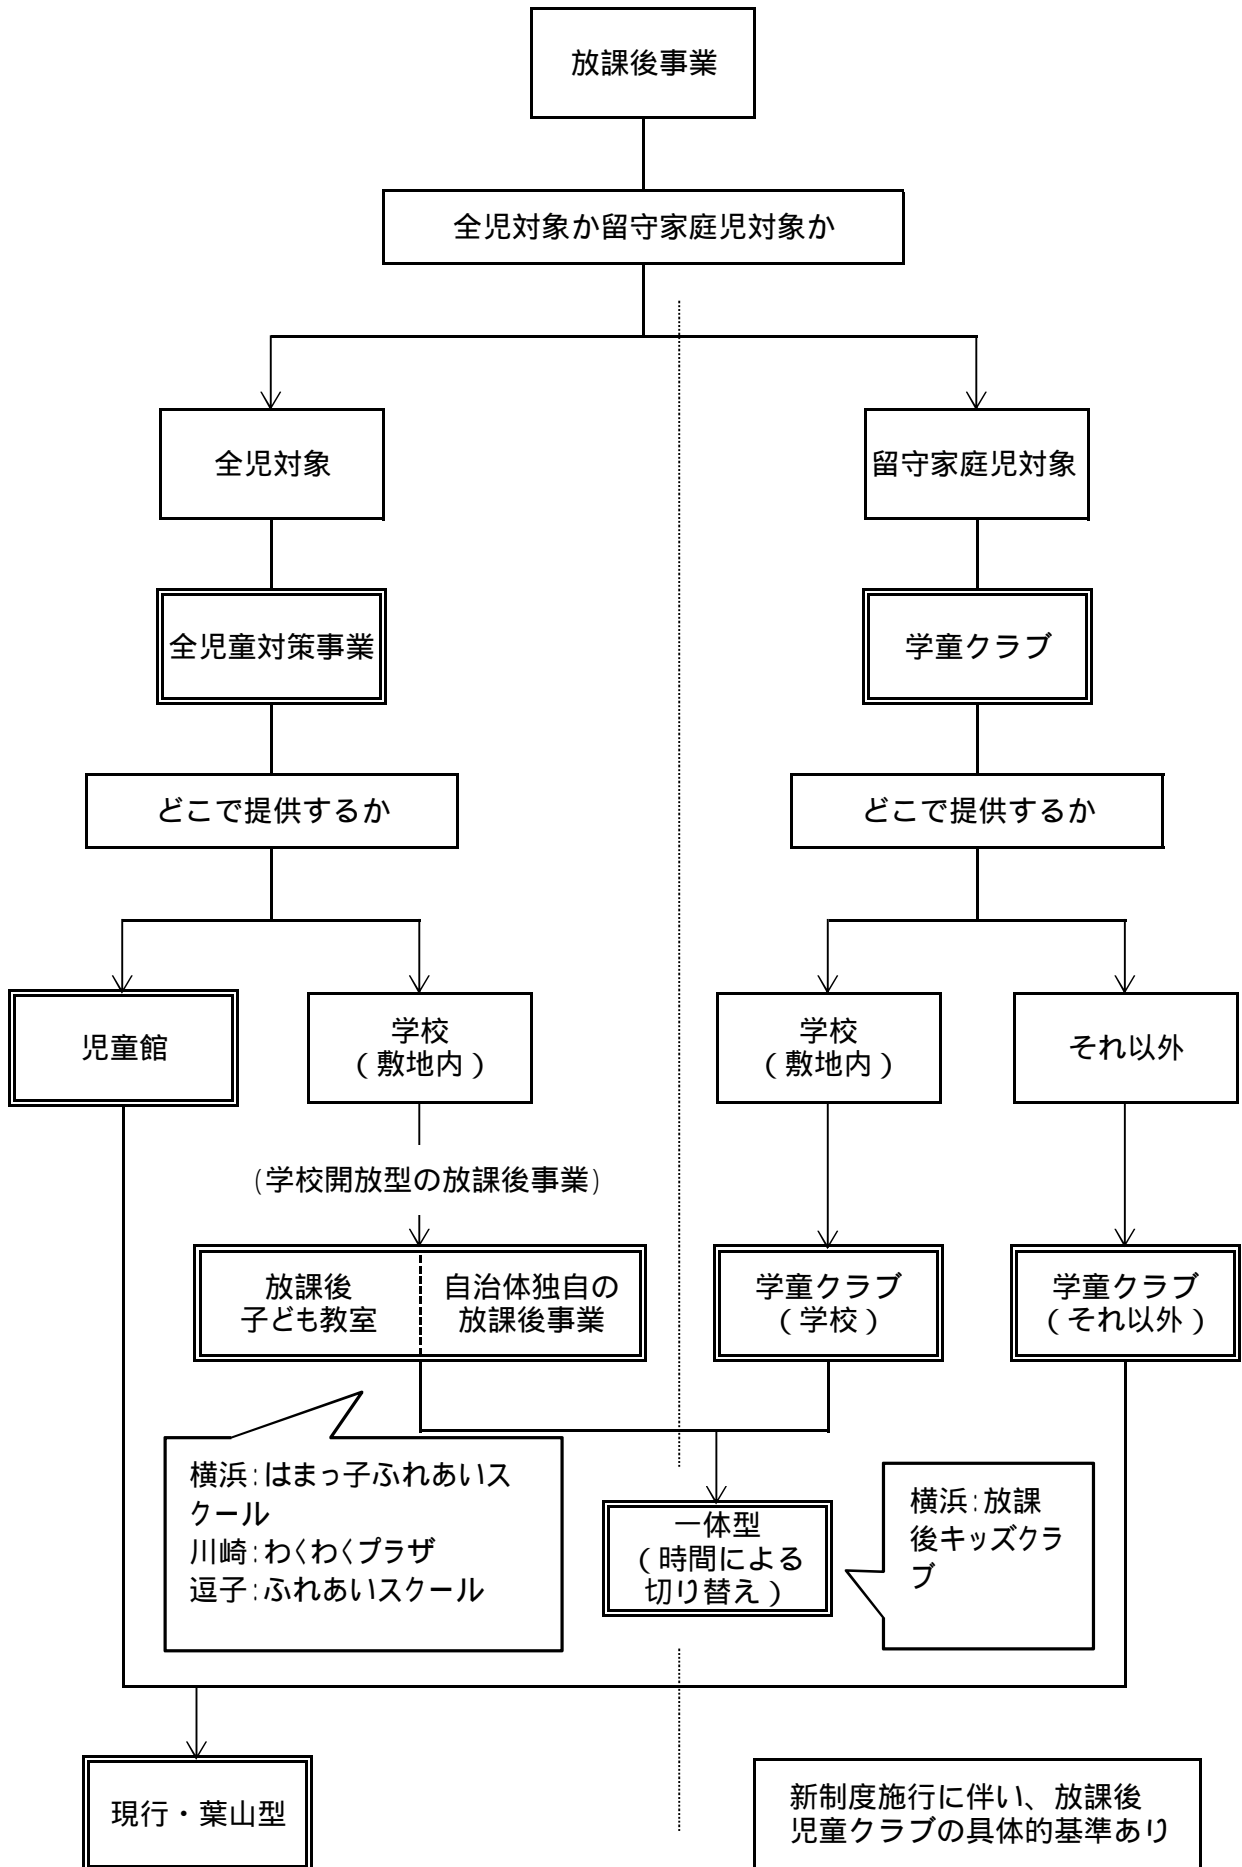 放課後事業
全児対象か留守家庭児対象か
全児対象
留守家庭児対象
全児童対策事業
学童クラブ
どこで提供するか
どこで提供するか
児童館
学校
（敷地内）
学校
（敷地内）
それ以外
(学校開放型の放課後事業)
放課後
子ども教室
自治体独自の
放課後事業
学童クラブ
（学校）
学童クラブ
（それ以外）
横浜:はまっ子ふれあいス
クール
川崎:わくわくプラザ
逗子:ふれあいスクール
一体型
（時間による
切り替え）
横浜:放課
後キッズクラ
ブ
現行・葉山型
新制度施行に伴い、放課後
児童クラブの具体的基準あり